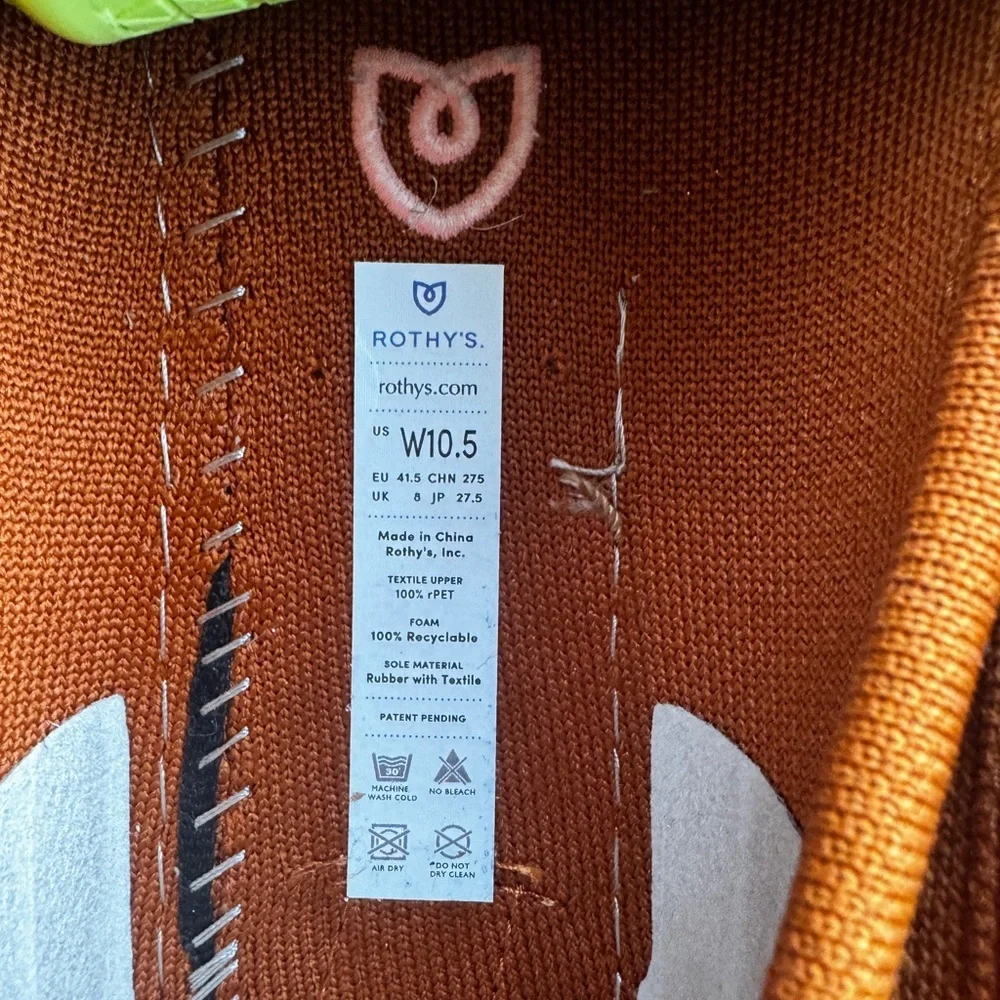 ROTHY'S.
rothys.com
US W10.5
EU 41.5 CHN 275
UK 8 JP 27.5
Made in China
Rothy's, Inc.
TEXTILE UPPER
100% rPET
FOAM
100% Recyclable
SOLE MATERIAL
Rubber with Textile
PATENT PENDING
30°
MACHINE
WASH COLD
NO BLEACH
AIR DRY
*DO NOT
DRY CLEAN